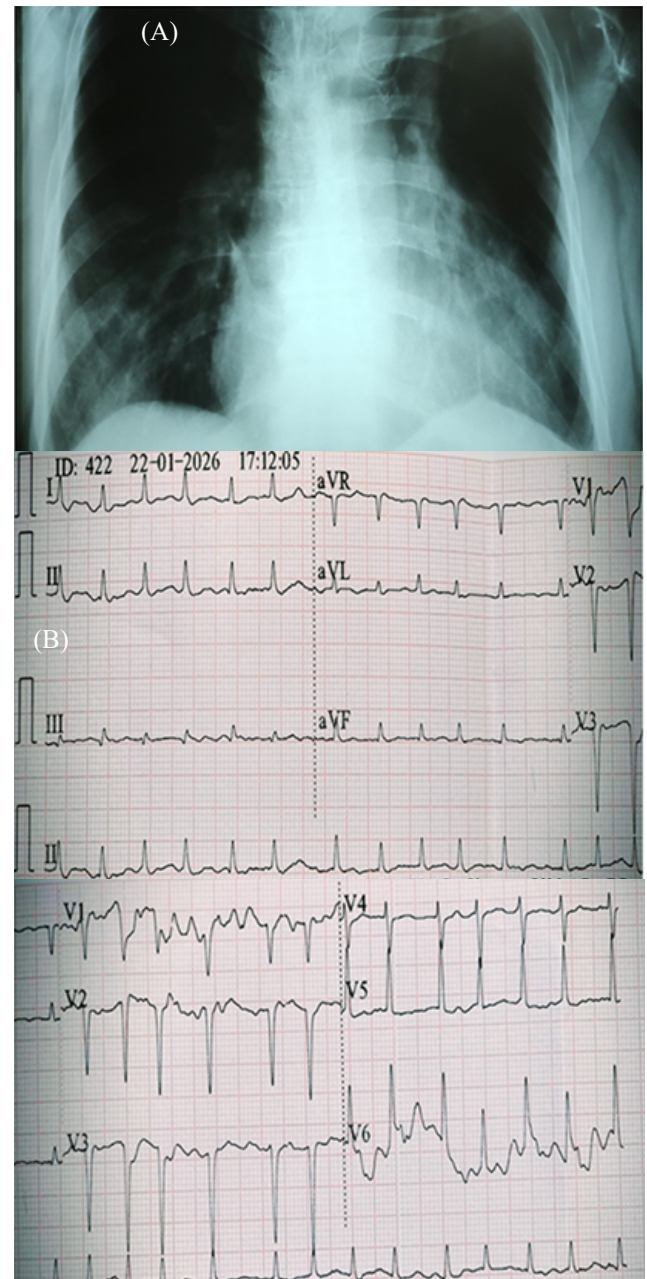 (A)
ID: 422 22-01-2026 17:12:05
I aVR V1
II aVL V2
(B)
III aVF V3
II
V1 V4
V2 V5
V3 V6